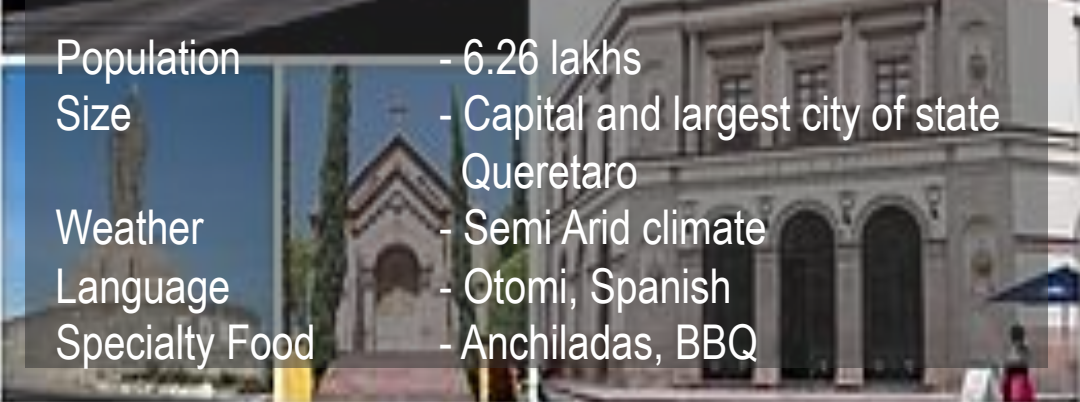 Population - 6.26 lakhs
Size - Capital and largest city of state
Queretaro
Weather - Semi Arid climate
Language - Otomi, Spanish
Specialty Food - Anchiladas, BBQ